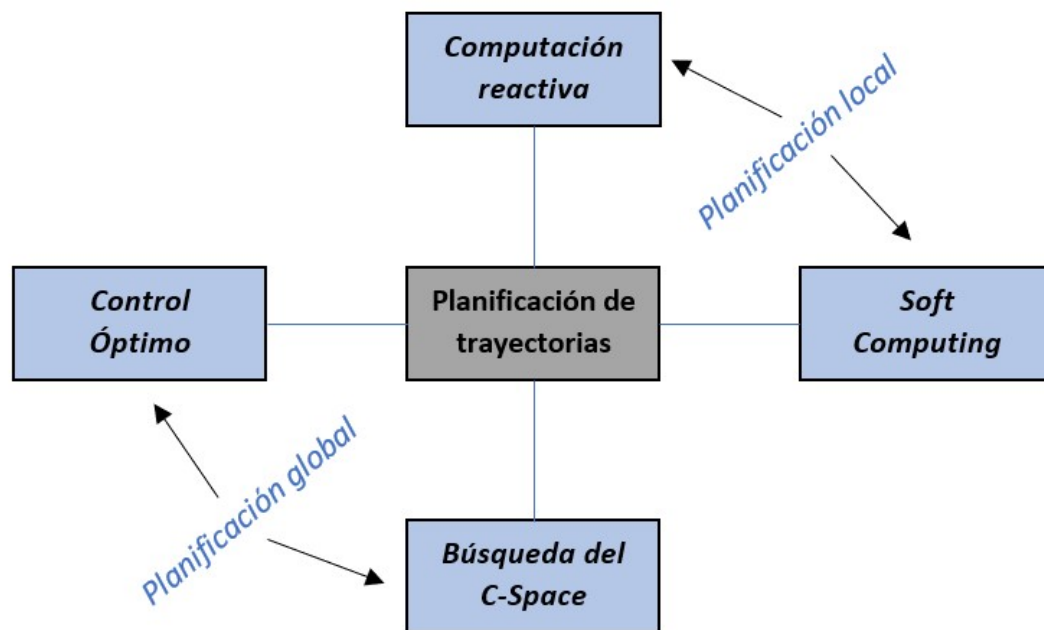 Computación
reactiva
Planificación local
Control
Óptimo
Planificación de
trayectorias
Soft
Computing
Planificación global
Búsqueda del
C-Space